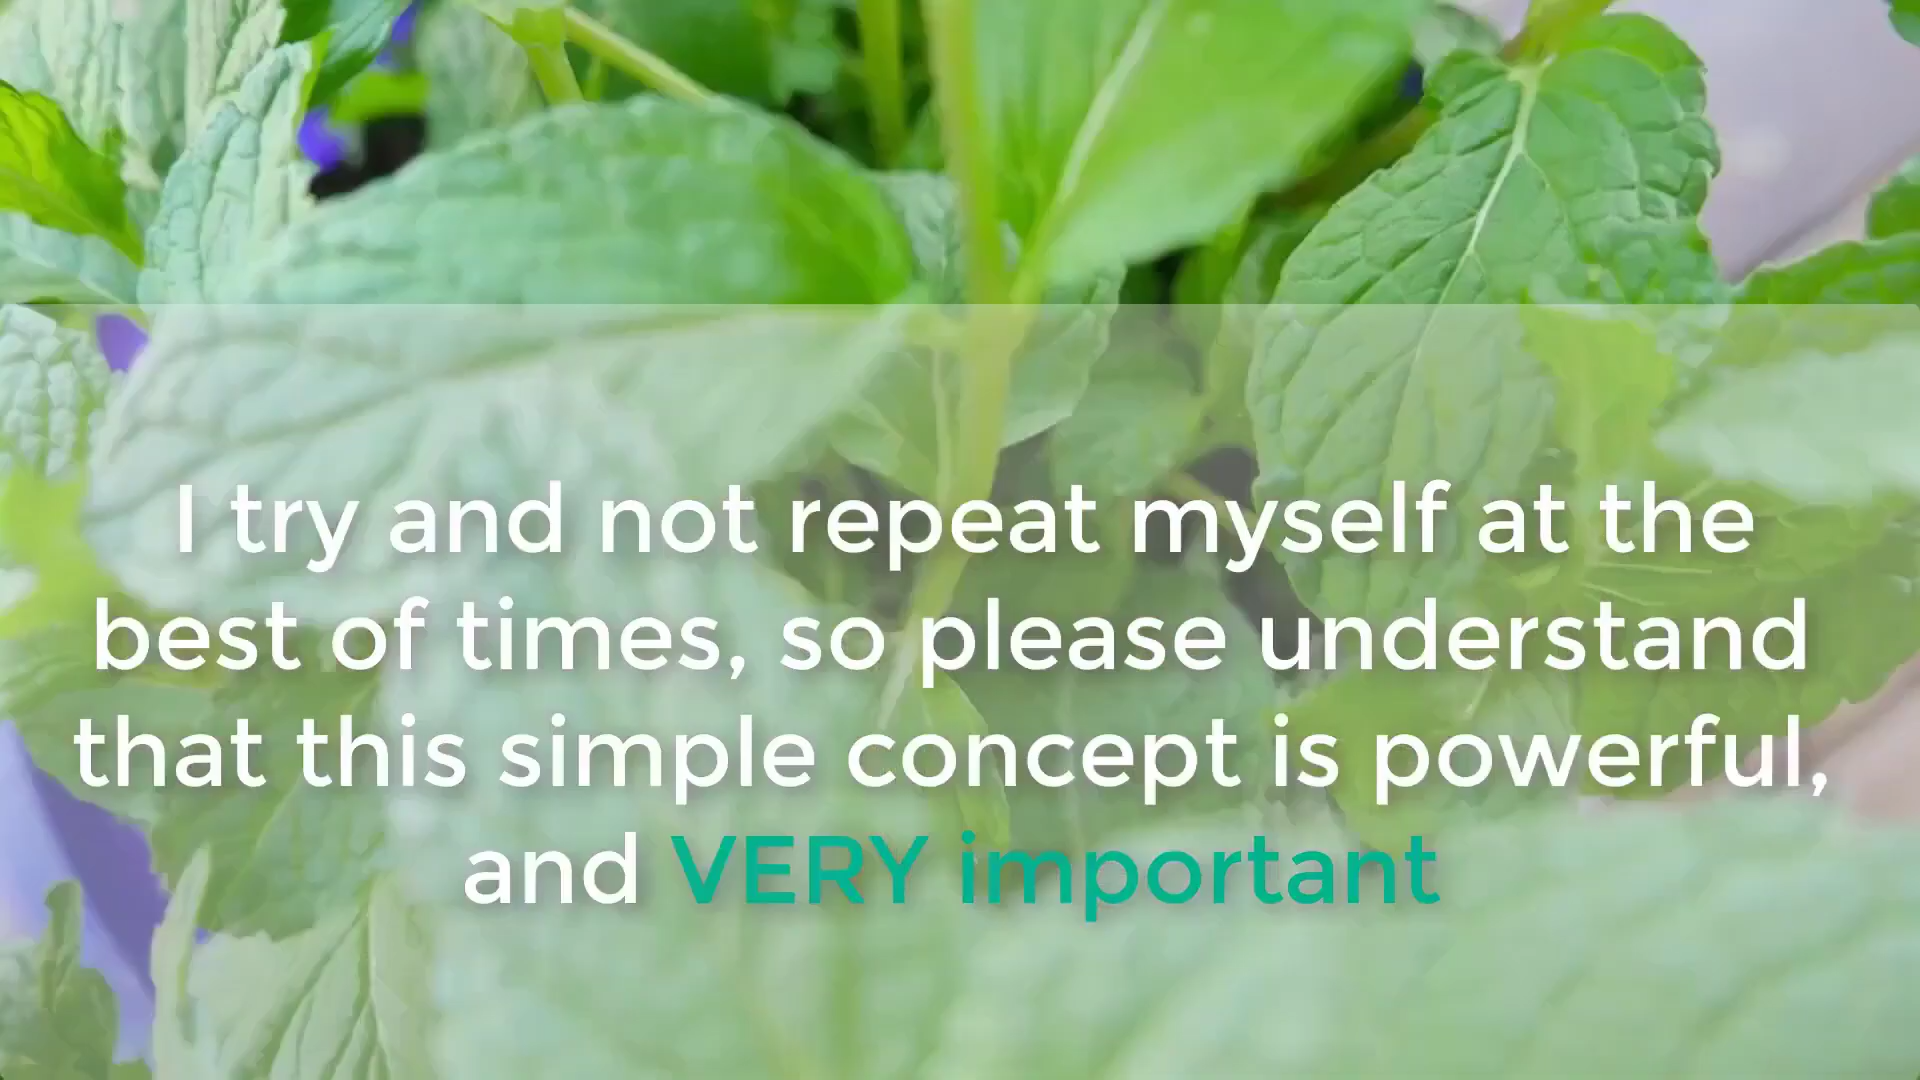 I try and not repeat myself at the
best of times, so please understand
that this simple concept is powerful,
and VERY important